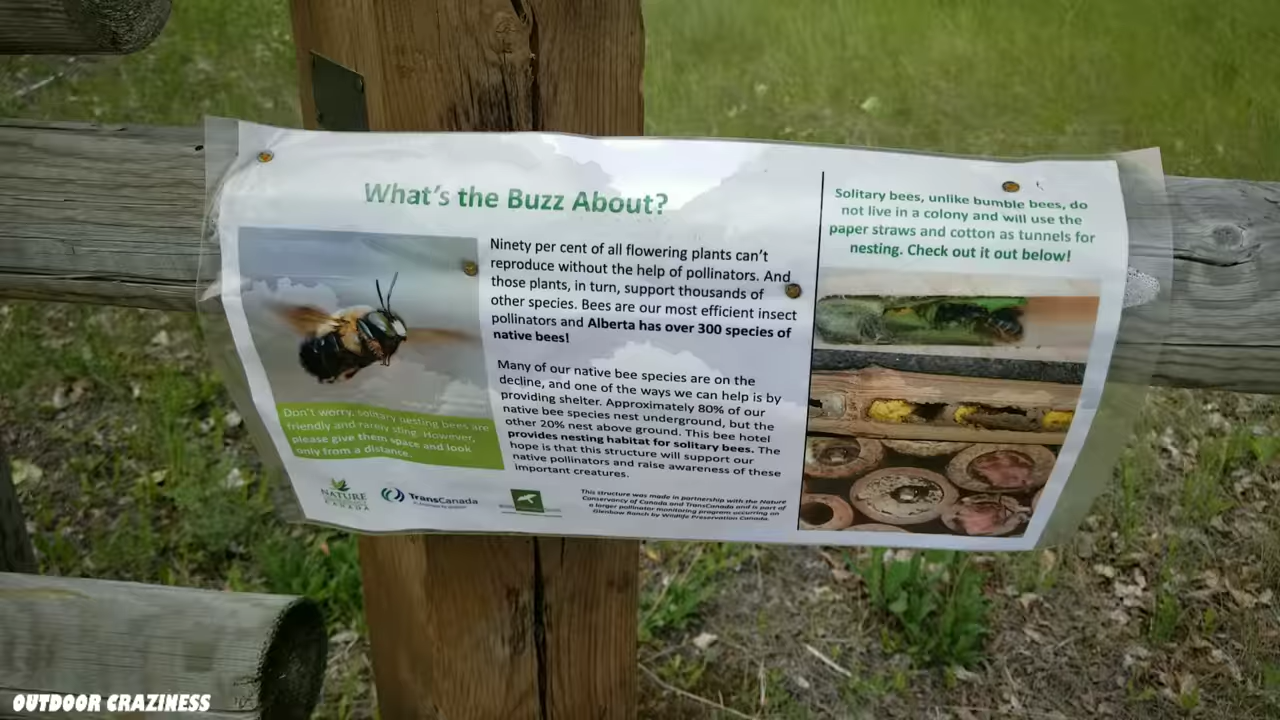 What's the Buzz About?
Ninety per cent of all flowering plants can't
reproduce without the help of pollinators. And
those plants, in turn, support thousands of
other species. Bees are our most efficient insect
pollinators and Alberta has over 300 species of
native bees!
Many of our native bee species are on the
decline, and one of the ways we can help is by
providing shelter. Approximately 80% of our
native bee species nest underground, but the
other 20% nest above ground. This bee hotel
provides nesting habitat for solitary bees. The
hope is that this structure will support our
native pollinators and raise awareness of these
important creatures.
Don't worry, solitary nesting bees are
friendly and rarely sting. However,
please give them space and look
only from a distance.
NATURE
CANADA
TransCanada
This structure was made in partnership with the Nature
Conservancy of Canada and TransCanada and is part of
a larger pollinator monitoring program occurring on
Glenbow Ranch by Wildlife Preservation Canada.
Solitary bees, unlike bumble bees, do
not live in a colony and will use the
paper straws and cotton as tunnels for
nesting. Check out it out below!
OUTDOOR CRAZINESS